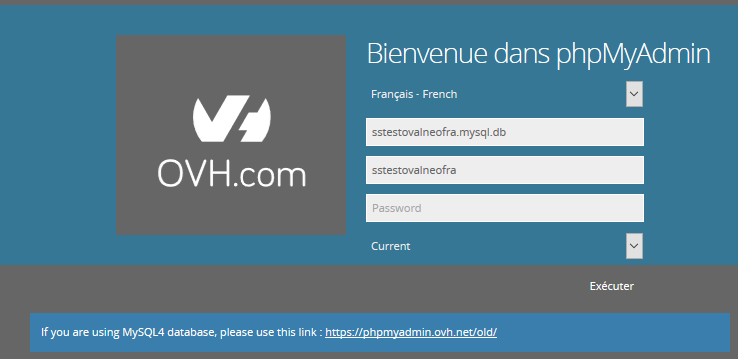 Bienvenue dans phpMyAdmin
Français - French
sstestovalneofra.mysql.db
sstestovalneofra
Password
Current
OVH.com
Exécuter
If you are using MySQL4 database, please use this link : https://phpmyadmin.ovh.net/old/